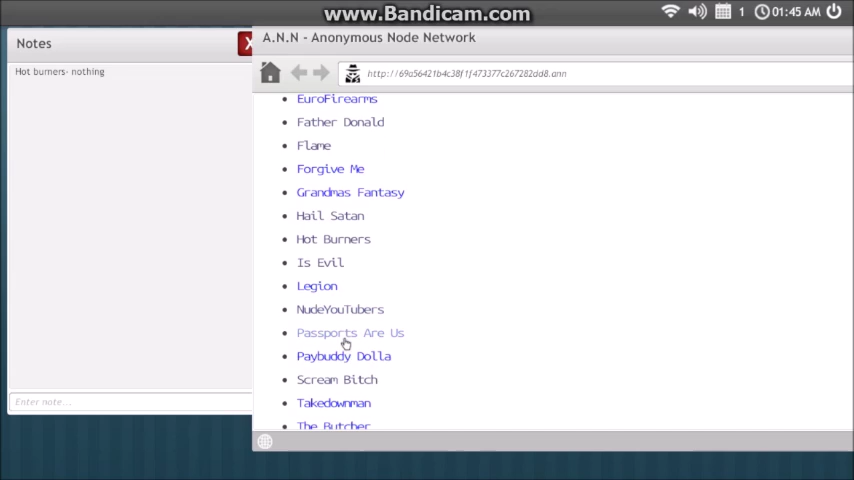 www.Bandicam.com
1
01:45 AM
Notes
X
Hot burners- nothing
Enter note...
A.N.N - Anonymous Node Network
http://69a56421b4c38f1f473377c267282dd8.ann
EuroFirearms
Father Donald
Flame
Forgive Me
Grandmas Fantasy
Hail Satan
Hot Burners
Is Evil
Legion
NudeYouTubers
Passports Are Us
Paybuddy Dolla
Scream Bitch
Takedownman
The Butcher